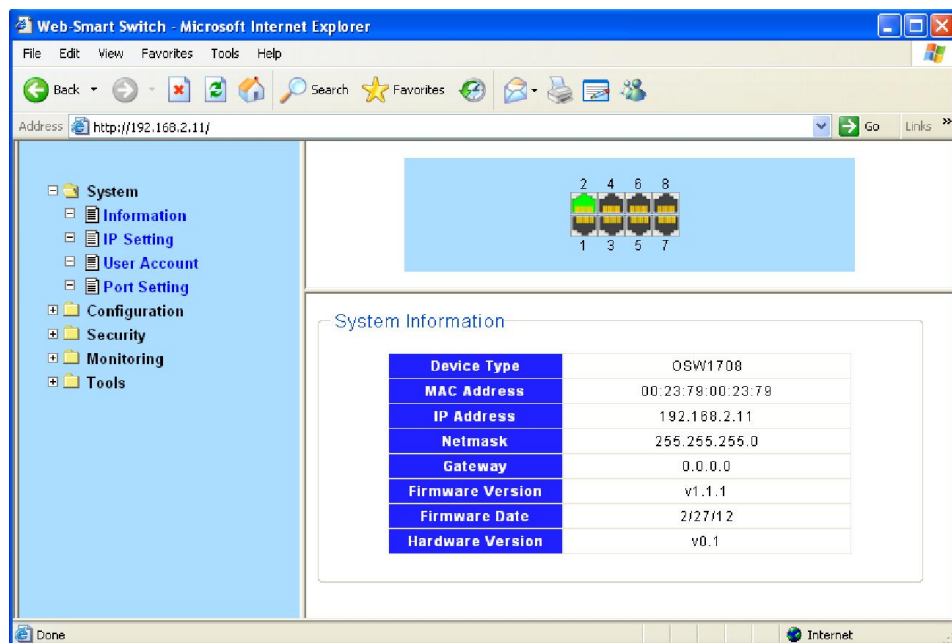 Web-Smart Switch - Microsoft Internet Explorer
File Edit View Favorites Tools Help
Back Search Favorites
Address http://192.168.2.11/ Go Links »
System
Information
IP Setting
User Account
Port Setting
Configuration
Security
Monitoring
Tools
2 4 6 8
1 3 5 7
System Information
Device Type OSW1708
MAC Address 00:23:79:00:23:79
IP Address 192.168.2.11
Netmask 255.255.255.0
Gateway 0.0.0.0
Firmware Version v1.1.1
Firmware Date 2/27/12
Hardware Version v0.1
Done Internet